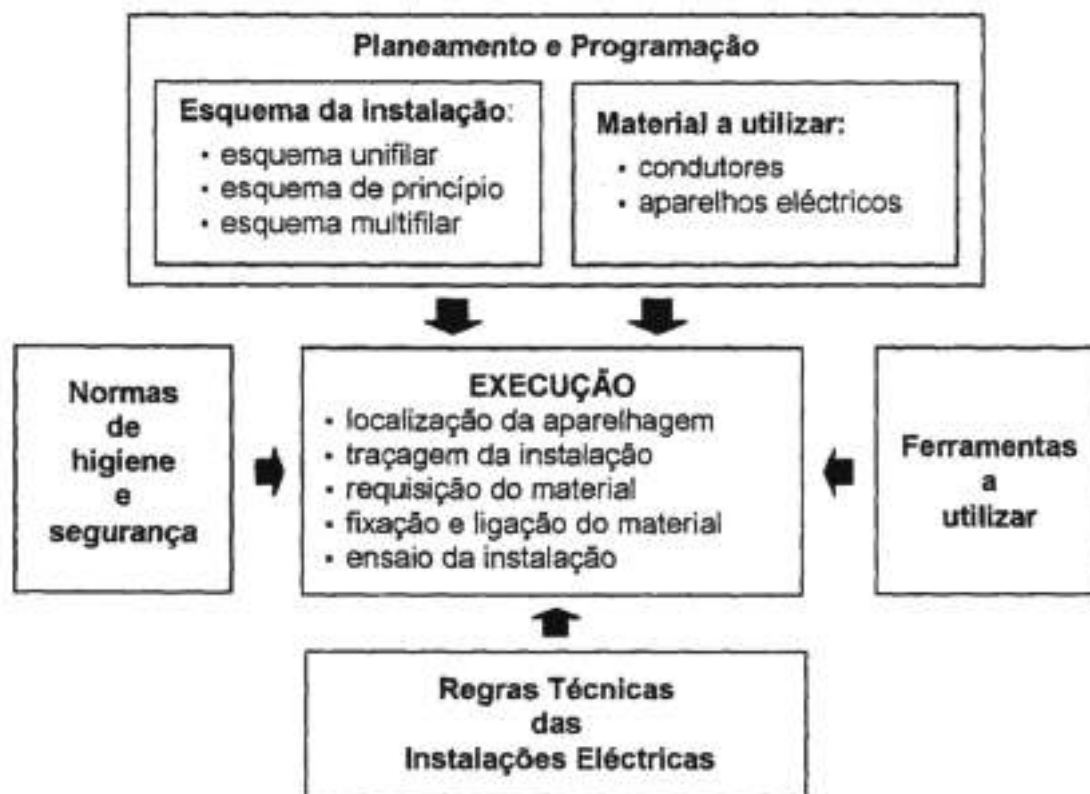 Planeamento e Programação
Esquema da instalação:
• esquema unifilar
• esquema de princípio
• esquema multifilar
Material a utilizar:
• condutores
• aparelhos eléctricos
Normas
de
higiene
e
segurança
EXECUÇÃO
• localização da aparelhagem
• traçagem da instalação
• requisição do material
• fixação e ligação do material
• ensaio da instalação
Ferramentas
a
utilizar
Regras Técnicas
das
Instalações Eléctricas